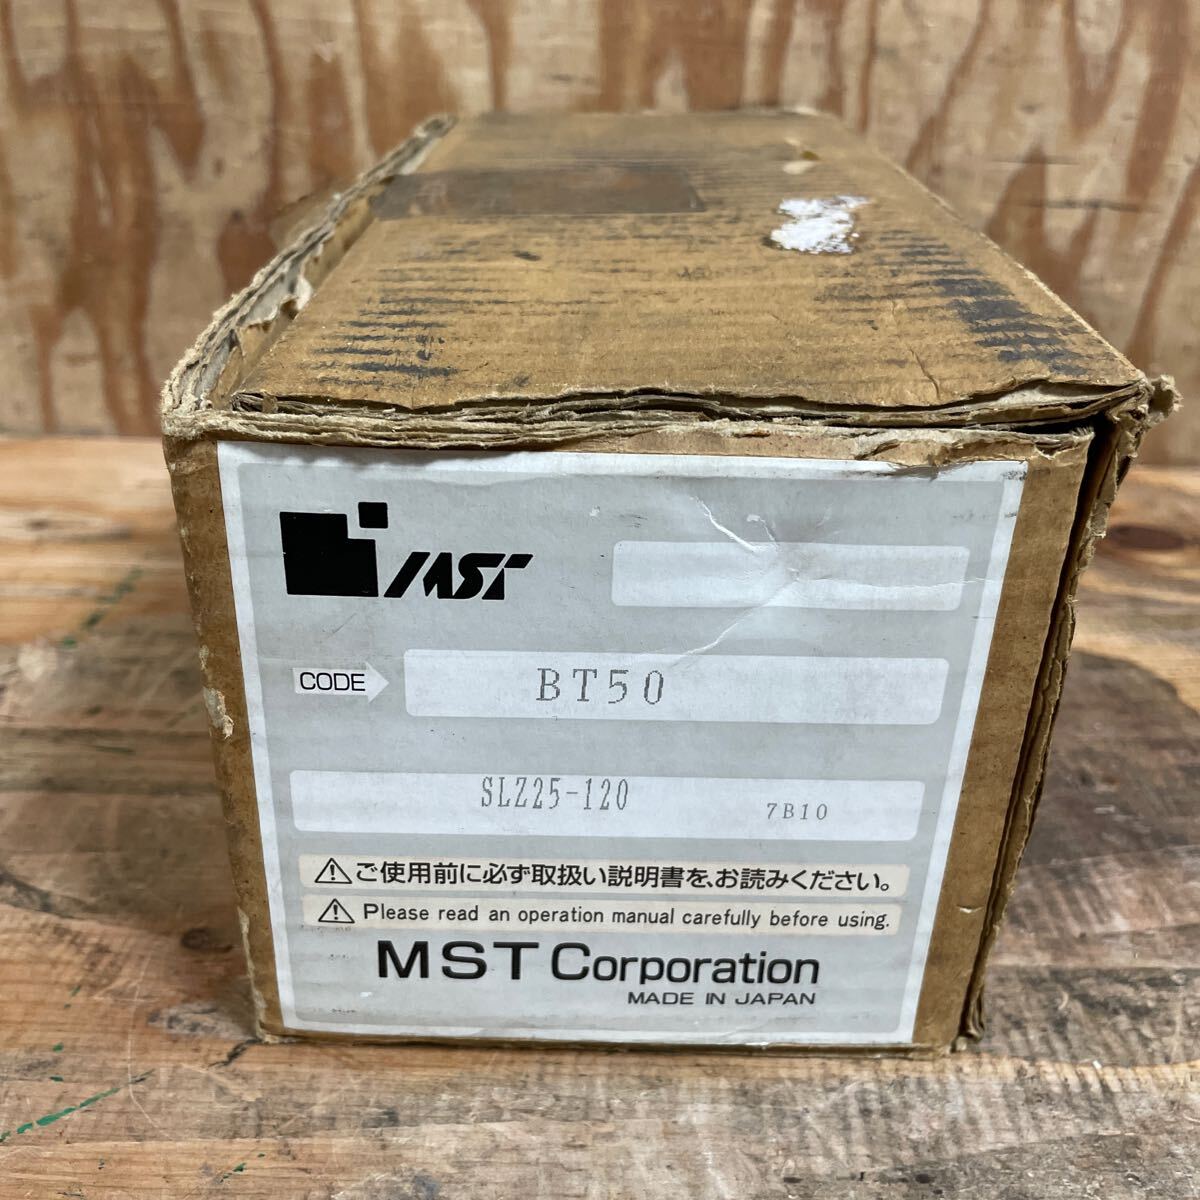 MST
CODE
BT50
SLZ25-120 7B10
⚠ご使用前に必ず取扱い説明書を、お読みください。
⚠ Please read an operation manual carefully before using.
MST Corporation
MADE IN JAPAN